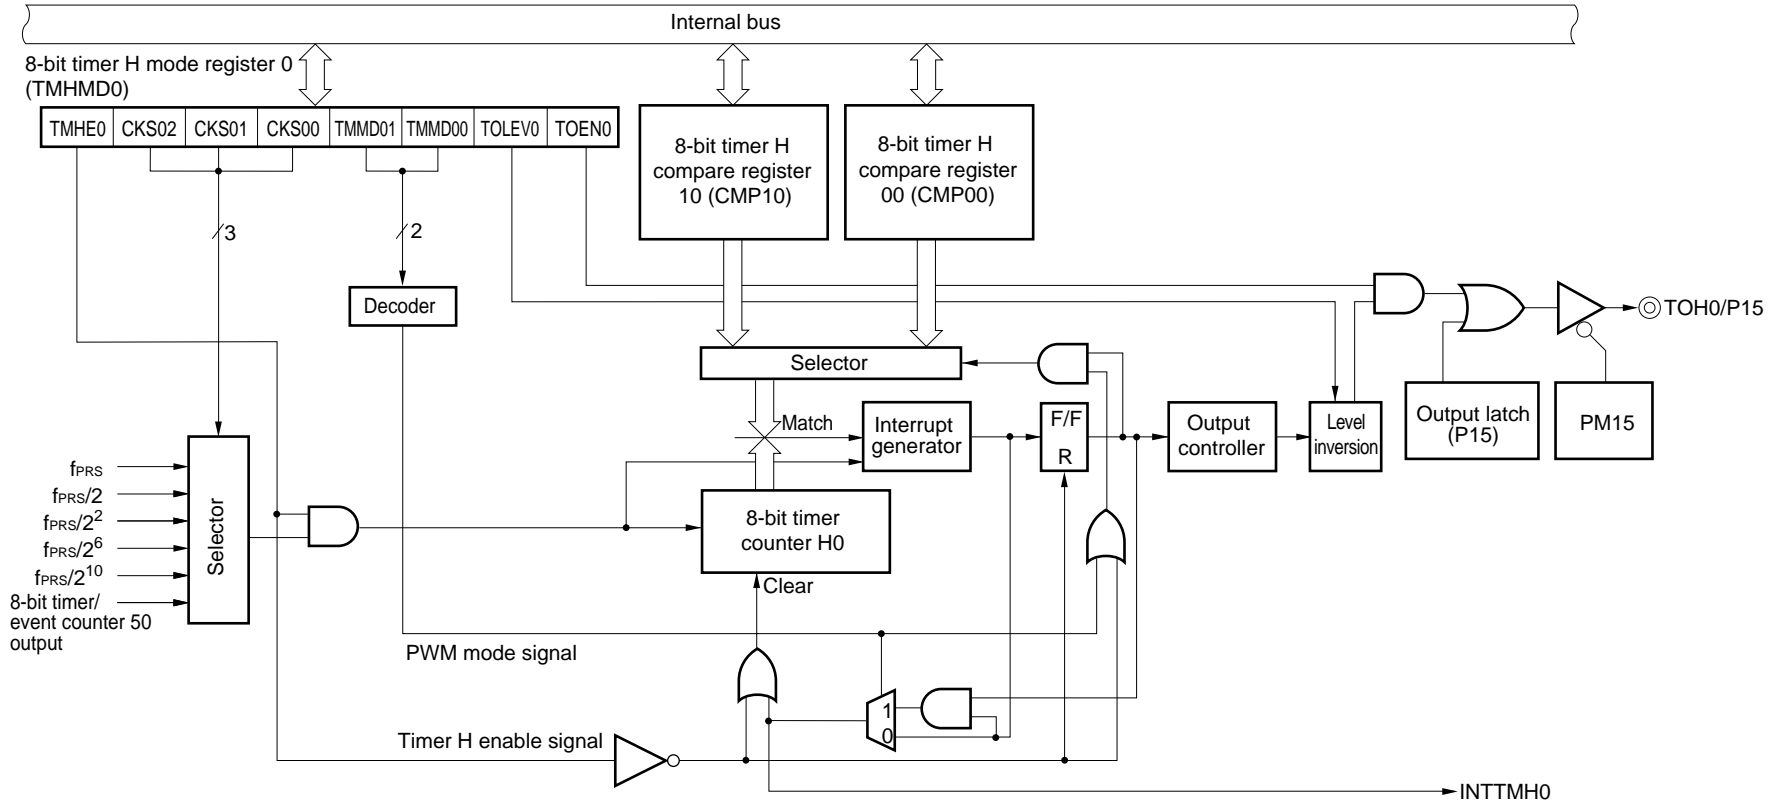 Internal bus
8-bit timer H mode register 0
(TMHMD0)
TMHE0 CKS02 CKS01 CKS00 TMMD01 TMMD00 TOLEV0 TOEN0
8-bit timer H
compare register
10 (CMP10)
8-bit timer H
compare register
00 (CMP00)
3
2
Decoder
TOH0/P15
Selector
Match
Interrupt
generator
F/F
R
Output
controller
Level
inversion
Output latch
(P15)
PM15
Selector
fPRS
fPRS/2
fPRS/2²
fPRS/2⁶
fPRS/2¹⁰
8-bit timer/
event counter 50
output
8-bit timer
counter H0
Clear
PWM mode signal
1
0
Timer H enable signal
INTTMH0